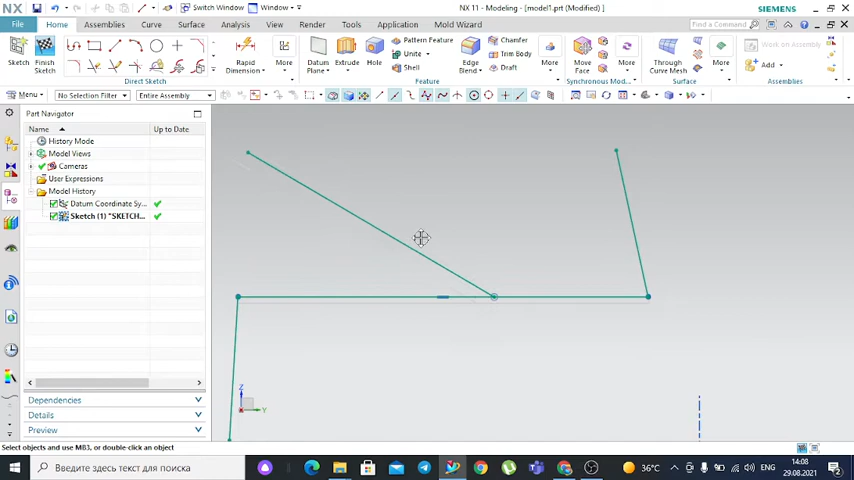 NX
Switch Window
Window
NX 11 - Modeling - [model1.prt (Modified) ]
SIEMENS
File
Home
Assemblies
Curve
Surface
Analysis
View
Render
Tools
Application
Mold Wizard
Find a Command
Sketch
Finish
Sketch
Rapid
Dimension
More
Datum
Plane
Extrude
Hole
Pattern Feature
Unite
Shell
Edge
Blend
Chamfer
Trim Body
Draft
More
Move
Face
More
Through
Curve Mesh
More
Work on Assembly
Add
Direct Sketch
Feature
Synchronous Mod...
Surface
Assemblies
Menu
No Selection Filter
Entire Assembly
Part Navigator
Name
Up to Date
History Mode
Model Views
Cameras
User Expressions
Model History
Datum Coordinate Sy...
Sketch (1) "SKETCH...
Dependencies
Details
Preview
Z
Y
Select objects and use MB3, or double-click an object
Введите здесь текст для поиска
36°C
ENG
14:08
29.08.2021
2